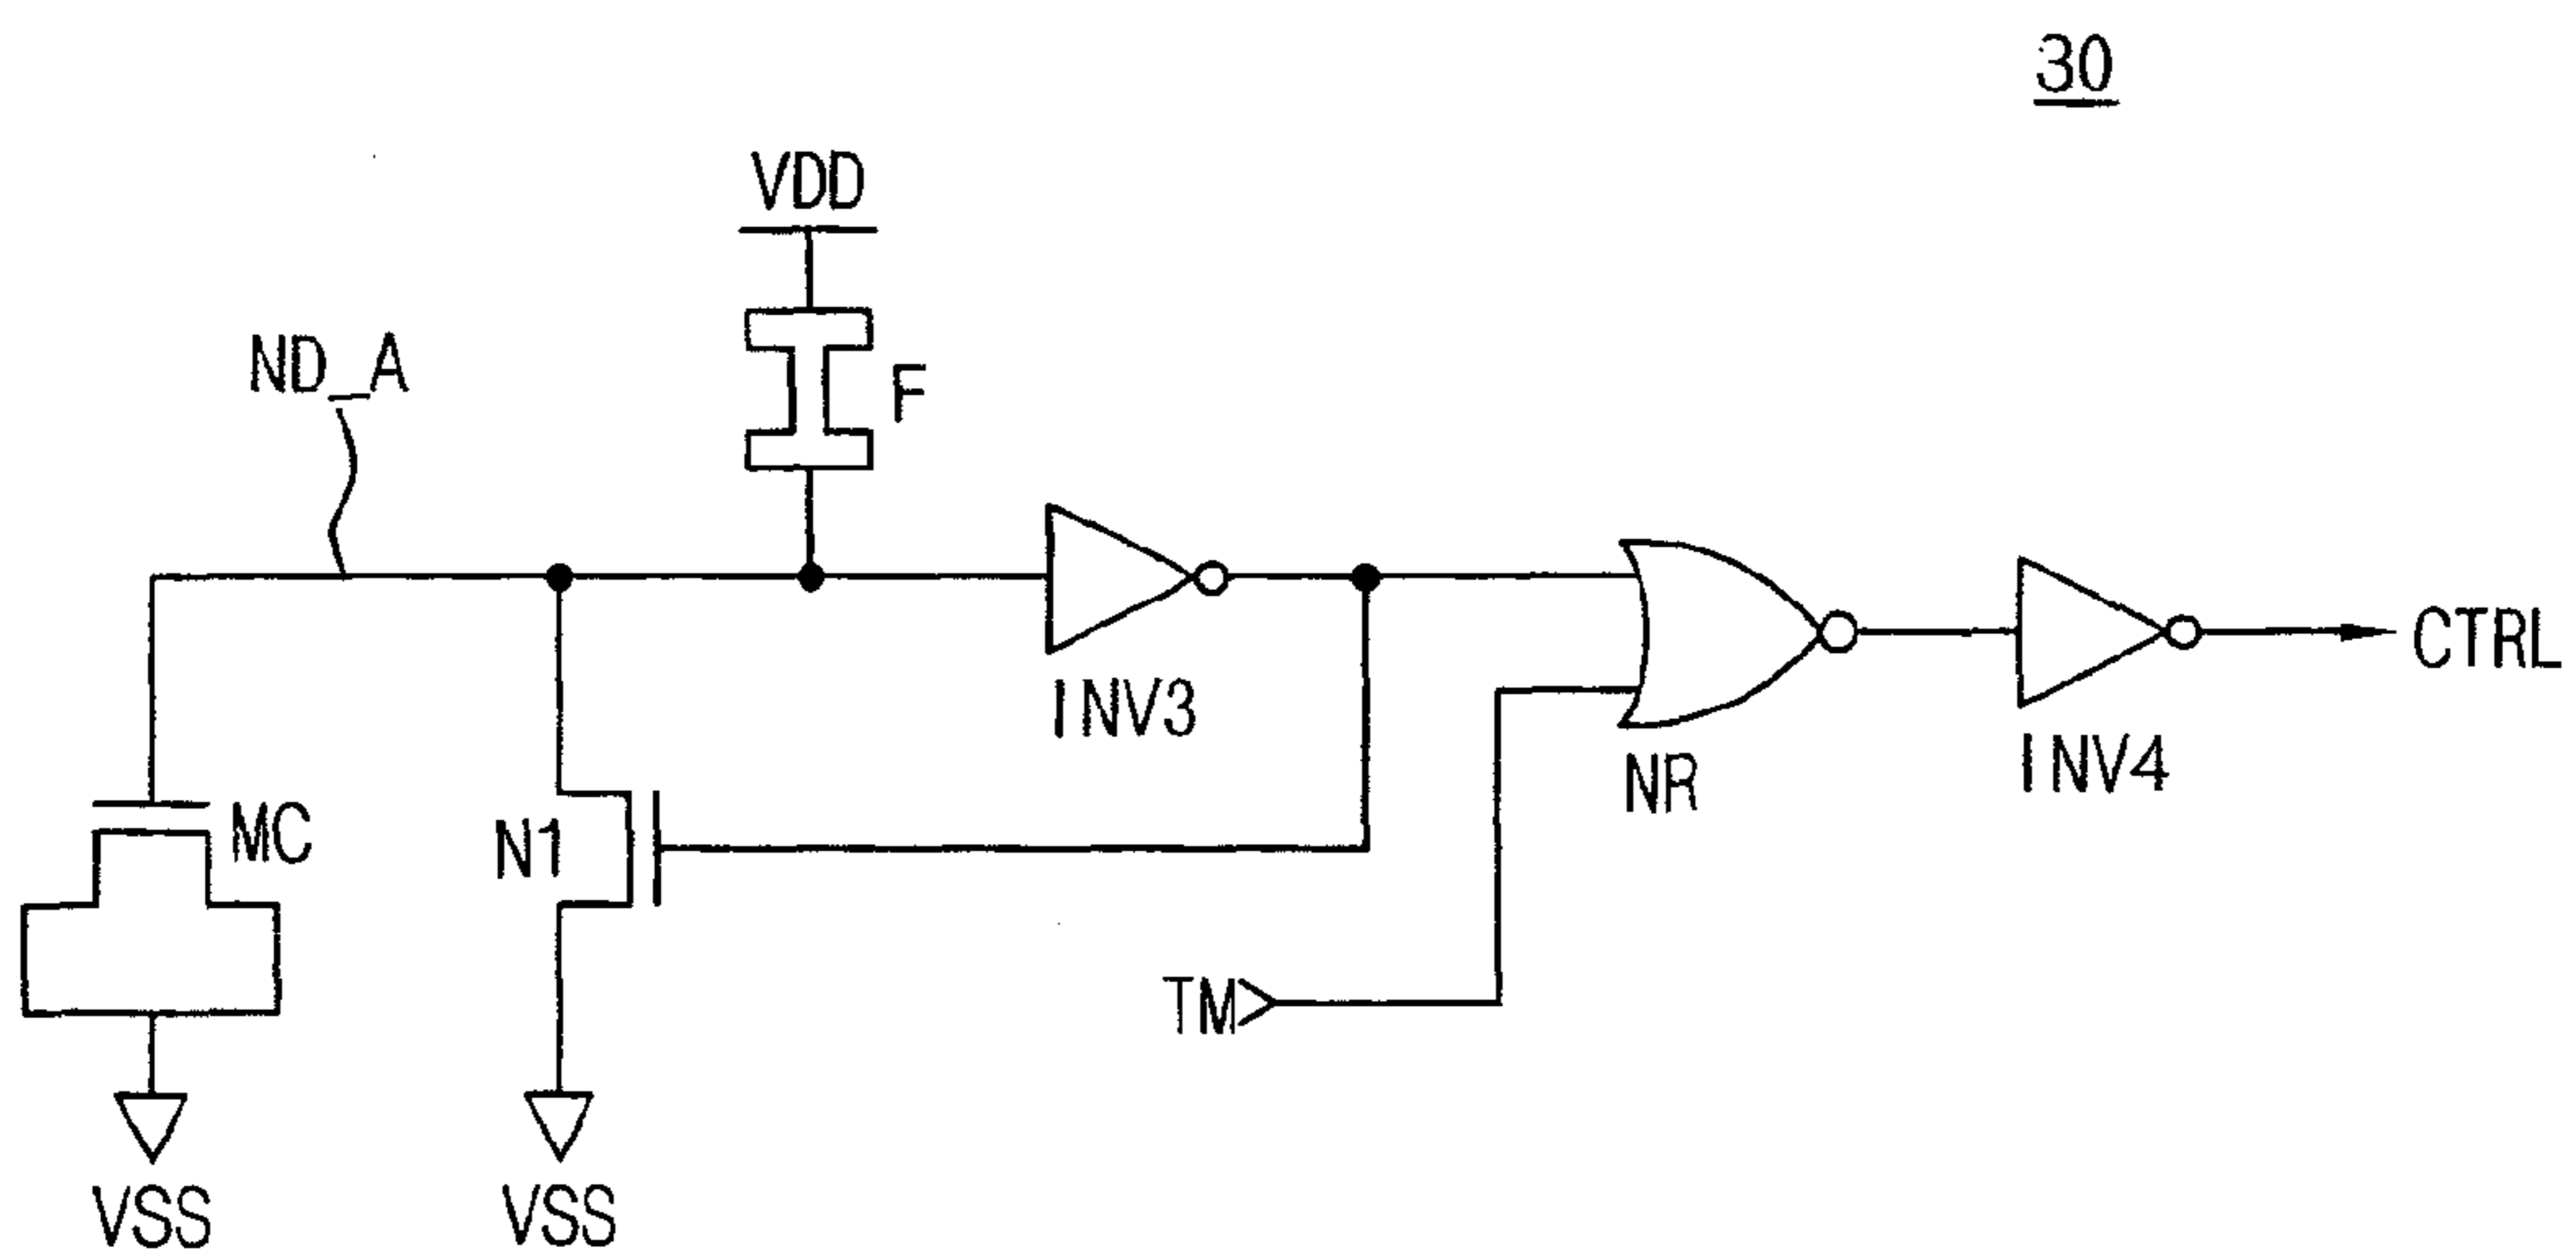 30
VDD
ND_A
F
INV3
CTRL
NR
INV4
MC
N1
TM
VSS
VSS